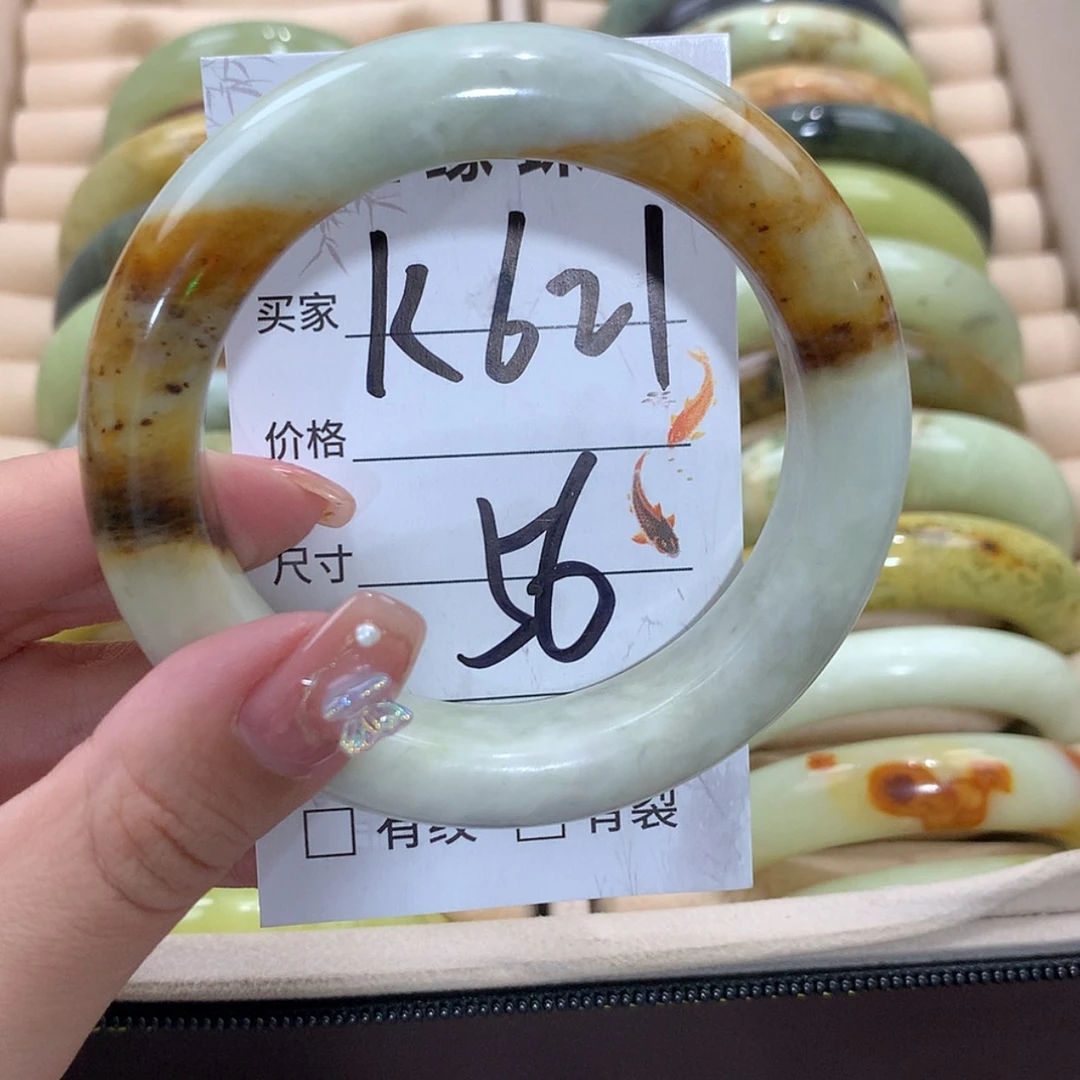 买家 K621
价格
尺寸 56
有纹 有裂